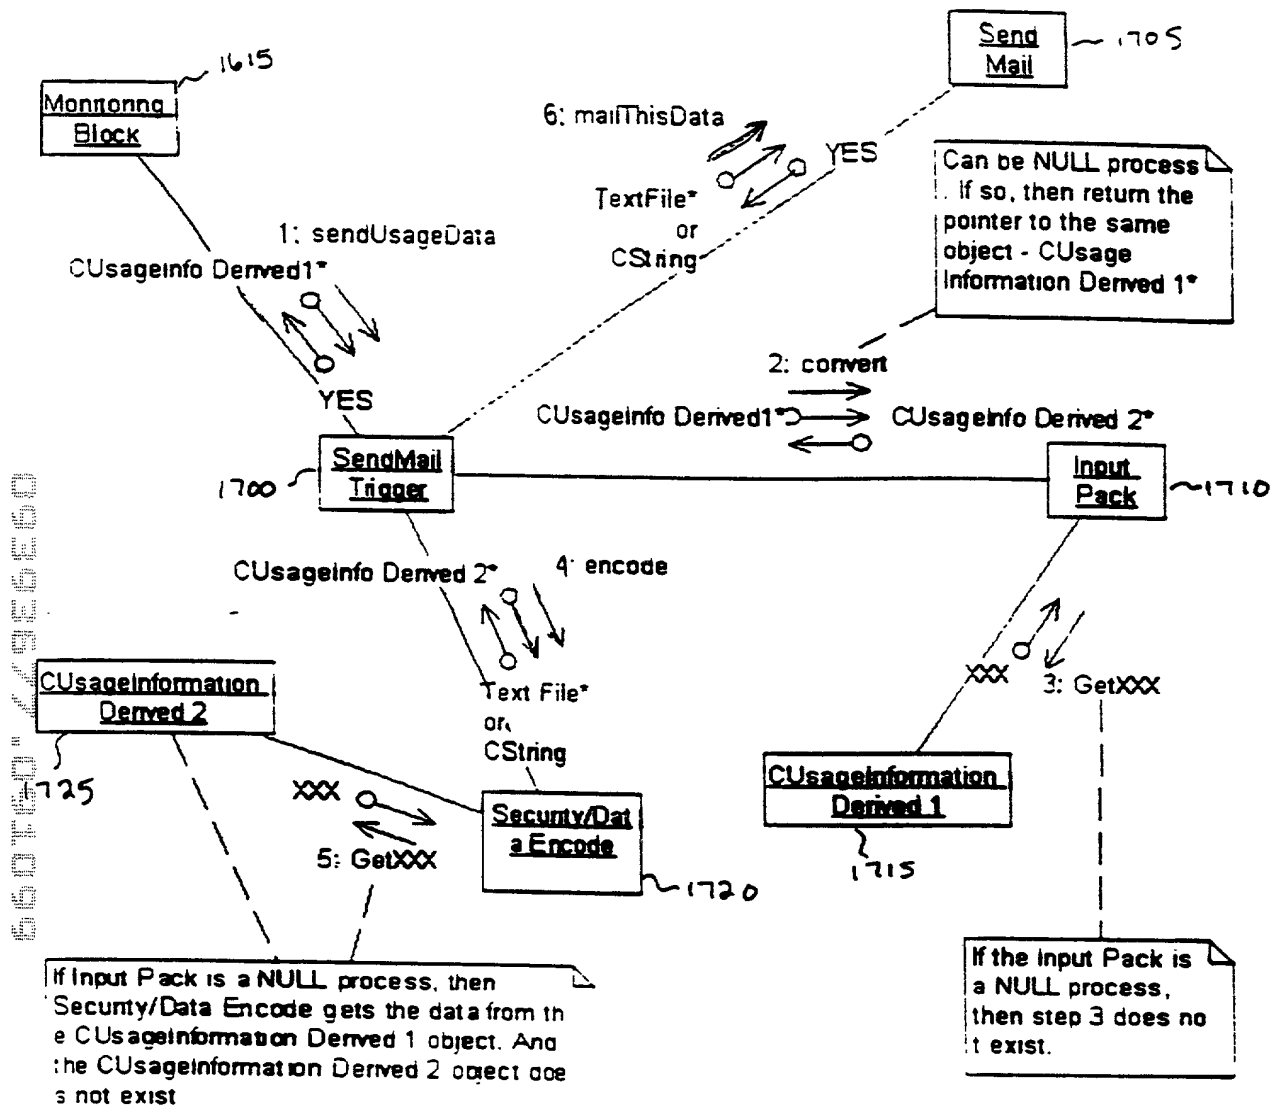 Send
Mail
1705
1615
Monitoring
Block
6: mailThisData
YES
TextFile*
or
CString
Can be NULL process
. If so, then return the
pointer to the same
object - CUsage
Information Derived 1*
1: sendUsageData
CUsageInfo Derived1*
YES
2: convert
CUsageInfo Derived1*
CUsageInfo Derived 2*
SendMail
Trigger
1700
Input
Pack
1710
CUsageInfo Derived 2*
4: encode
Text File*
or
CString
XXX
3: GetXXX
CUsageInformation
Derived 2
1725
XXX
5: GetXXX
Security/Dat
a Encode
1720
CUsageInformation
Derived 1
1715
If Input Pack is a NULL process, then
Security/Data Encode gets the data from th
e CUsageInformation Derived 1 object. And
the CUsageInformation Derived 2 object doe
s not exist
If the Input Pack is
a NULL process,
then step 3 does no
t exist.